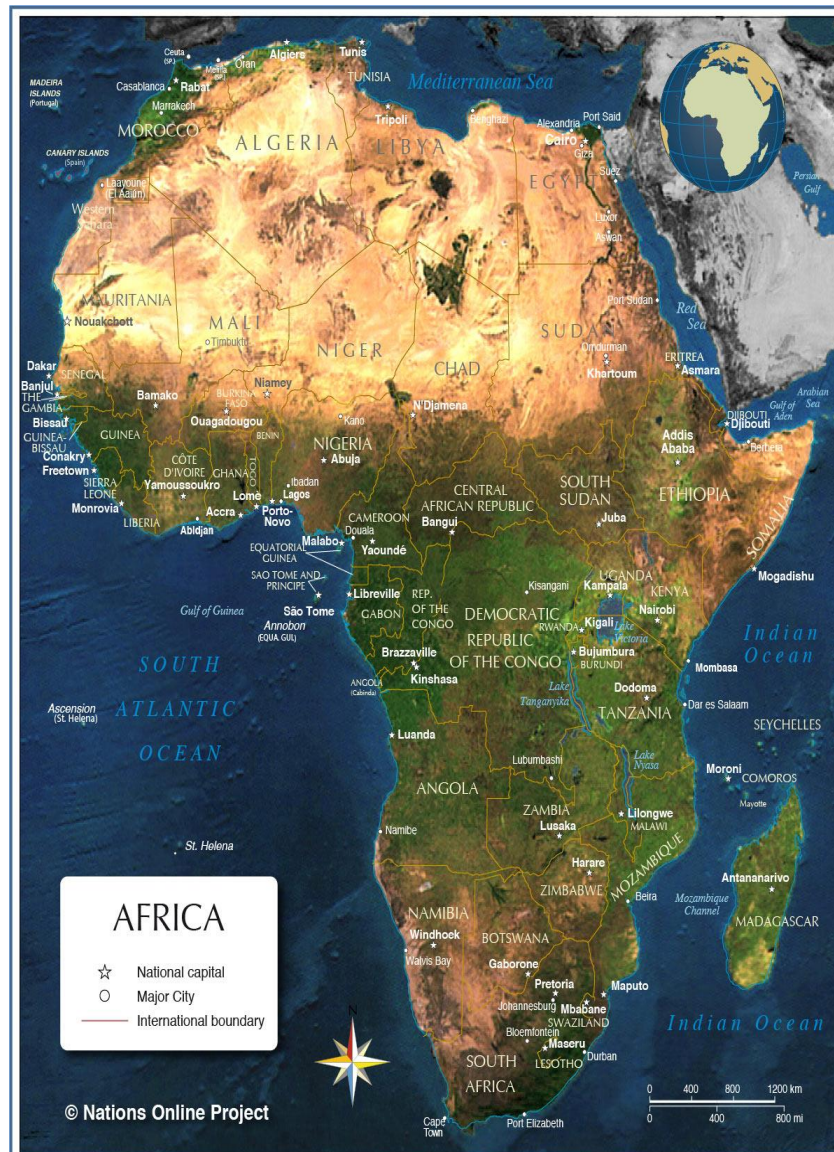 Ceuta
(SP.)
Melilla
(SP.)
Oran
Algiers
Tunis
TUNISIA
Mediterranean Sea
MADEIRA
ISLANDS
(Portugal)
Casablanca
Rabat
Marrakech
MOROCCO
Tripoli
Benghazi
Alexandria
Port Said
Cairo
Giza
Suez
CANARY ISLANDS
(Spain)
ALGERIA
LIBYA
EGYPT
Persian
Gulf
Laayoune
(El Aaiún)
Western
Sahara
Luxor
Aswan
MAURITANIA
Nouakchott
MALI
Timbuktu
NIGER
CHAD
SUDAN
Port Sudan
Red
Sea
Omdurman
Khartoum
ERITREA
Asmara
Dakar
SENEGAL
Banjul
THE
GAMBIA
Bissau
GUINEA-
BISSAU
Bamako
BURKINA
FASO
Niamey
Ouagadougou
Kano
N'Djamena
Arabian
Sea
Gulf of
Aden
DJIBOUTI
Djibouti
Berbera
GUINEA
Conakry
Freetown
SIERRA
LEONE
Monrovia
LIBERIA
CÔTE
D'IVOIRE
Yamoussoukro
GHANA
TOGO
BENIN
NIGERIA
Abuja
Ibadan
Lagos
Lomè
Accra
Porto-
Novo
Abldjan
Addis
Ababa
ETHIOPIA
SOMALIA
SOUTH
SUDAN
Juba
CENTRAL
AFRICAN REPUBLIC
Bangui
CAMEROON
Douala
Yaoundé
Malabo
EQUATORIAL
GUINEA
SAO TOME AND
PRINCIPE
São Tome
Annobon
(EQUA. GUI.)
Gulf of Guinea
Libreville
GABON
REP.
OF THE
CONGO
Kisangani
DEMOCRATIC
REPUBLIC
OF THE CONGO
UGANDA
Kampala
KENYA
Nairobi
Mogadishu
RWANDA
Kigali
Lake
Victoria
Bujumbura
BURUNDI
Indian
Ocean
Mombasa
Brazzaville
Kinshasa
ANGOLA
(Cabinda)
Lake
Tanganyika
Dodoma
TANZANIA
Dar es Salaam
SEYCHELLES
SOUTH
ATLANTIC
OCEAN
Ascension
(St. Helena)
Luanda
Lubumbashi
Lake
Nyasa
Moroni
COMOROS
Mayotte
ANGOLA
ZAMBIA
Lusaka
Lilongwe
MALAWI
Namibe
St. Helena
Harare
ZIMBABWE
MOZAMBIQUE
Beira
Mozambique
Channel
Antananarivo
MADAGASCAR
NAMIBIA
Windhoek
Walvis Bay
BOTSWANA
Gaborone
Pretoria
Johannesburg
Maputo
Mbabane
SWAZILAND
Bloemfontein
Maseru
LESOTHO
Durban
SOUTH
AFRICA
Cape
Town
Port Elizabeth
Indian Ocean
AFRICA
National capital
Major City
International boundary
N
0 400 800 1200 km
0 400 800 mi
© Nations Online Project